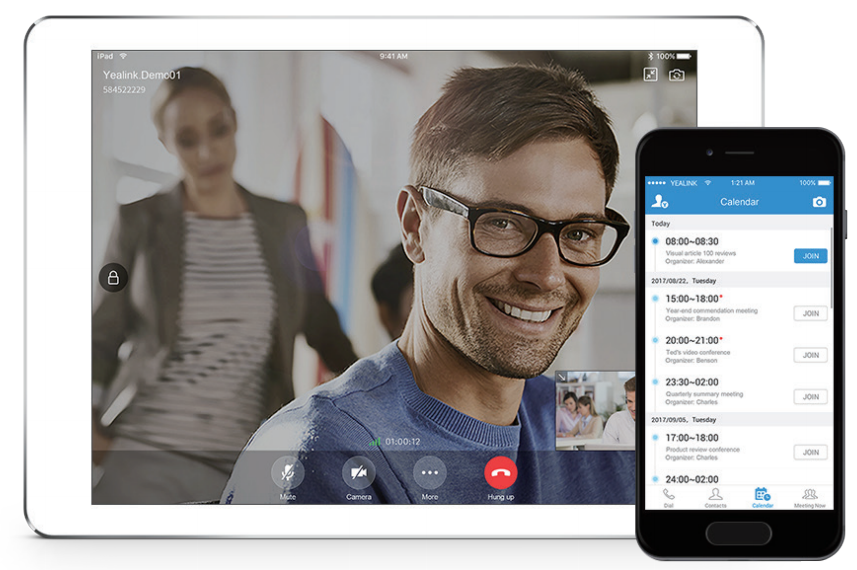 iPad 9:41 AM 100%
Yealink Demo01
584522229
01:00:12
Mute Camera More Hung up
YEALINK 1:21 AM 100%
Calendar
Today
08:00~08:30
Visual article 100 reviews
Organizer: Alexander
JOIN
2017/08/22, Tuesday
15:00~18:00*
Year-end commendation meeting
Organizer: Brandon
JOIN
20:00~21:00*
Ted's video conference
Organizer: Benson
JOIN
23:30~02:00
Quarterly summary meeting
Organizer: Charles
JOIN
2017/09/05, Tuesday
17:00~18:00
Product review conference
Organizer: Charles
JOIN
24:00~02:00
Dial Contacts Calendar Meeting Now